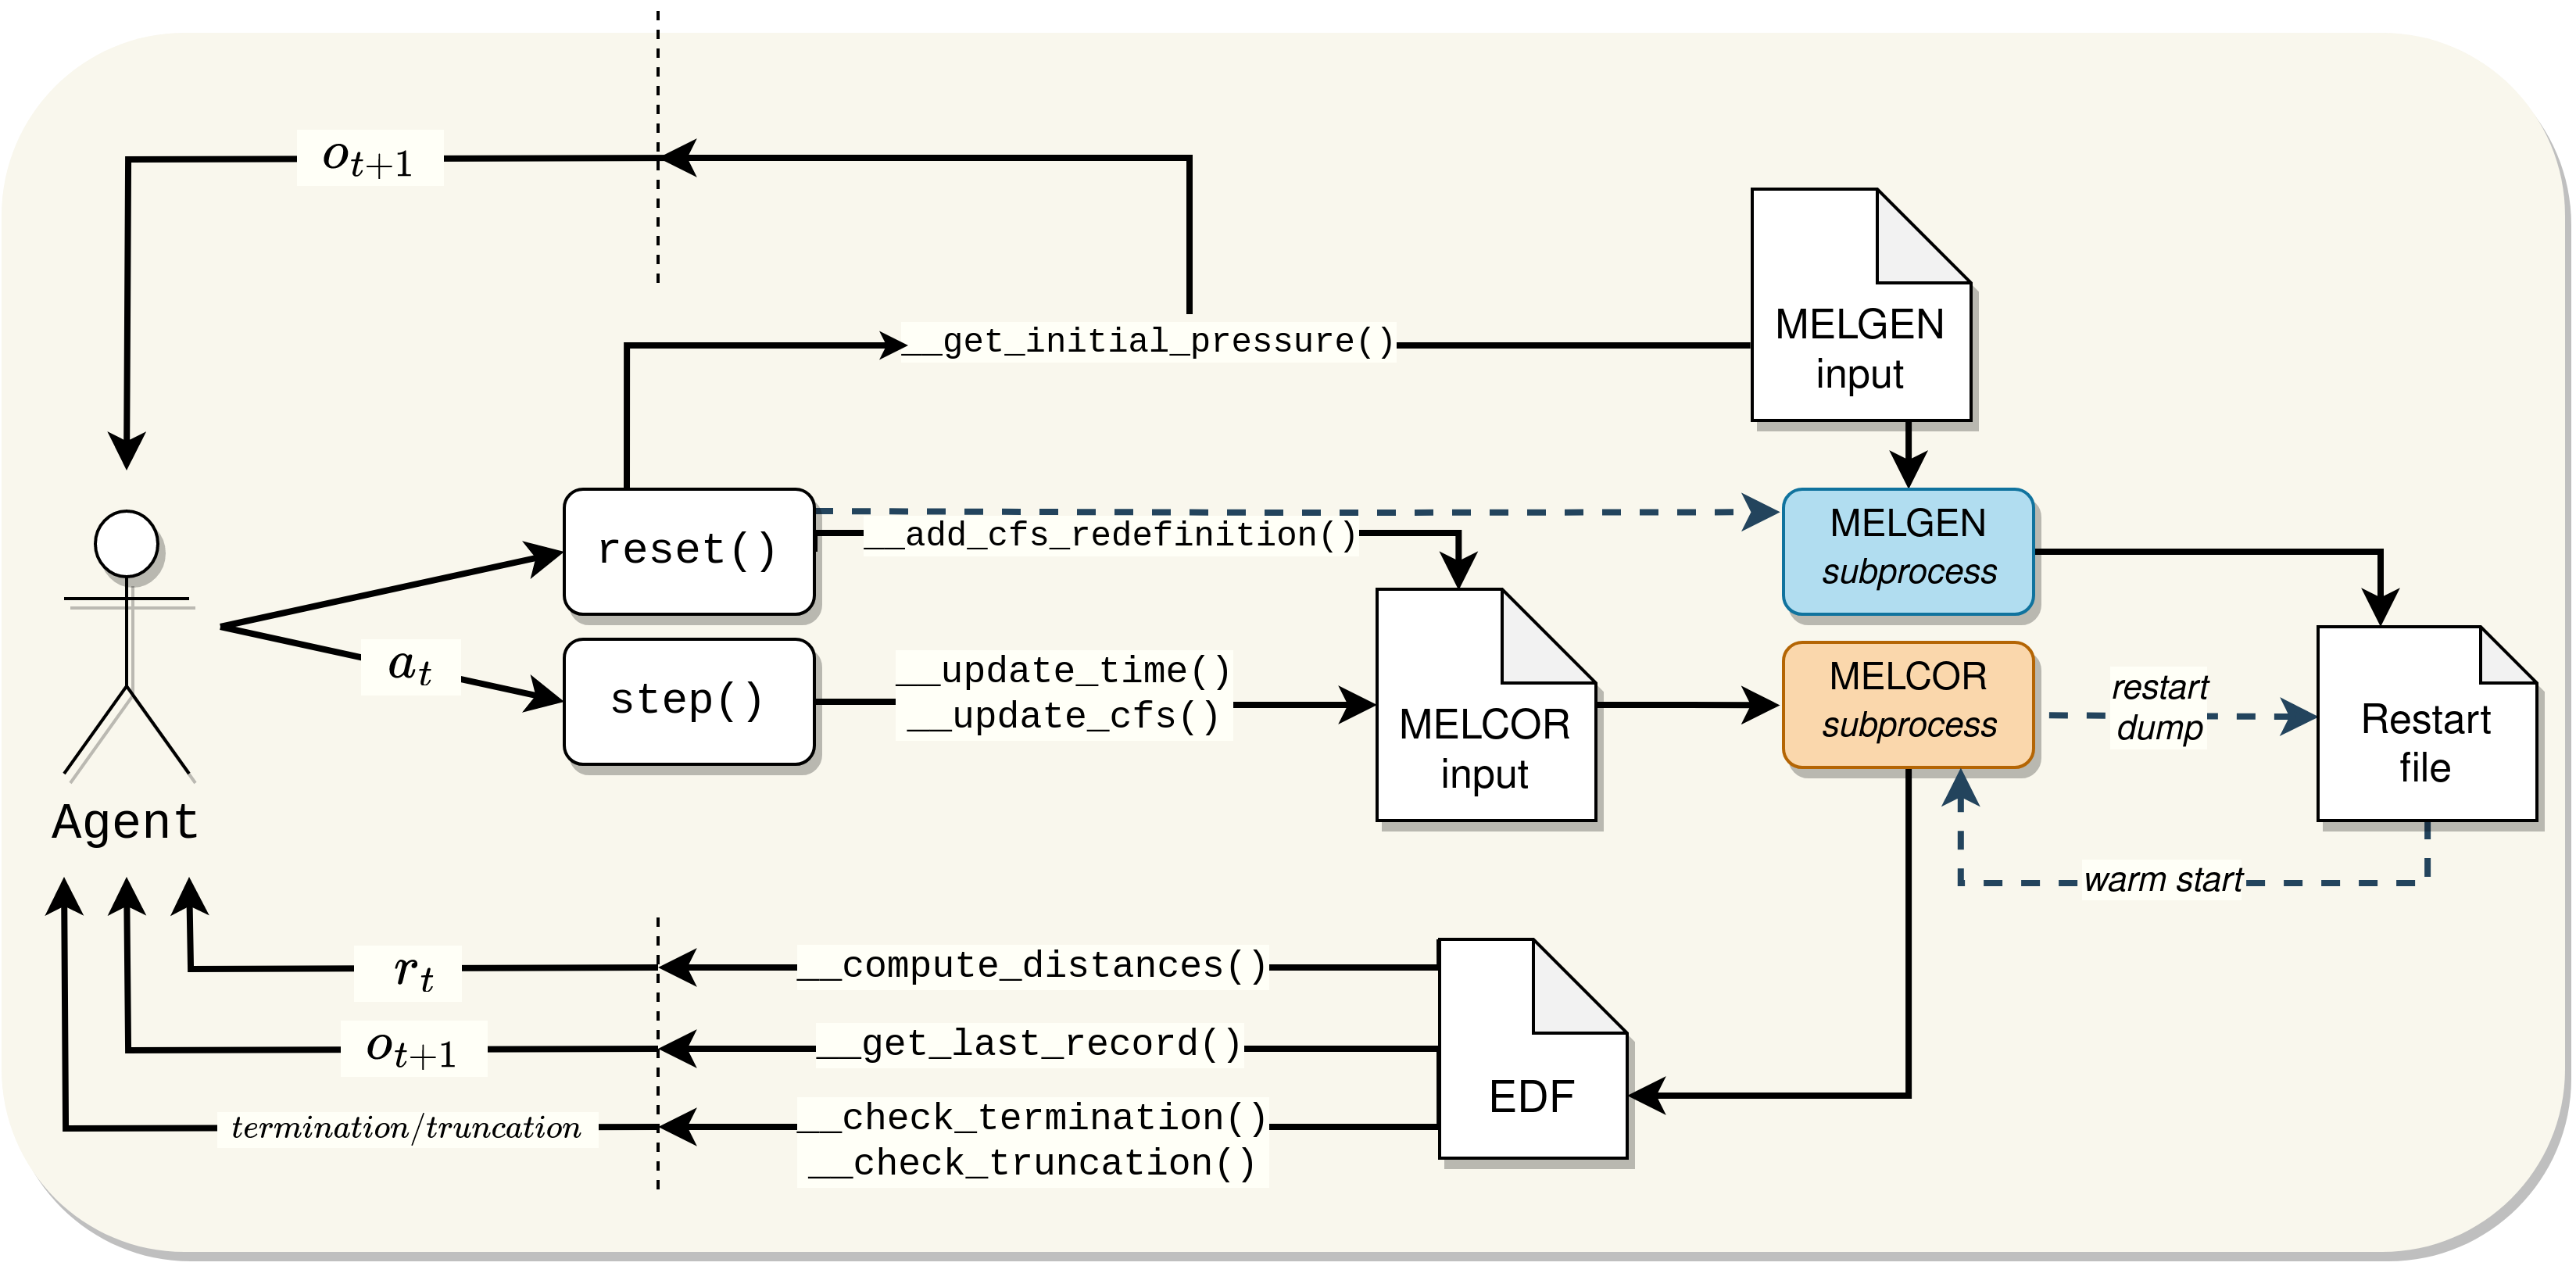 o_{t+1}
MELGEN
input
__get_initial_pressure()
reset()
__add_cfs_redefinition()
MELGEN
subprocess
a_t
step()
__update_time()
__update_cfs()
MELCOR
input
MELCOR
subprocess
restart
dump
Restart
file
Agent
warm start
r_t
__compute_distances()
o_{t+1}
__get_last_record()
EDF
termination/truncation
__check_termination()
__check_truncation()